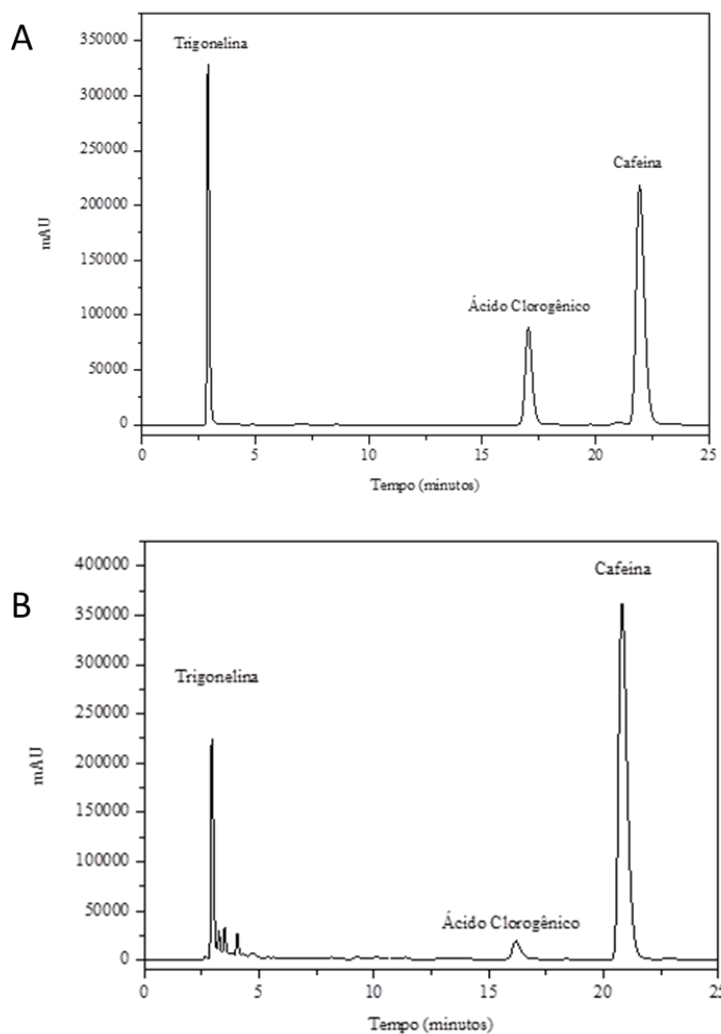 A
Trigonelina
Cafeína
Ácido Clorogênico
mAU
350000
300000
250000
200000
150000
100000
50000
0
0 5 10 15 20 25
Tempo (minutos)
B
Cafeína
Trigonelina
Ácido Clorogênico
mAU
400000
350000
300000
250000
200000
150000
100000
50000
0
0 5 10 15 20 25
Tempo (minutos)